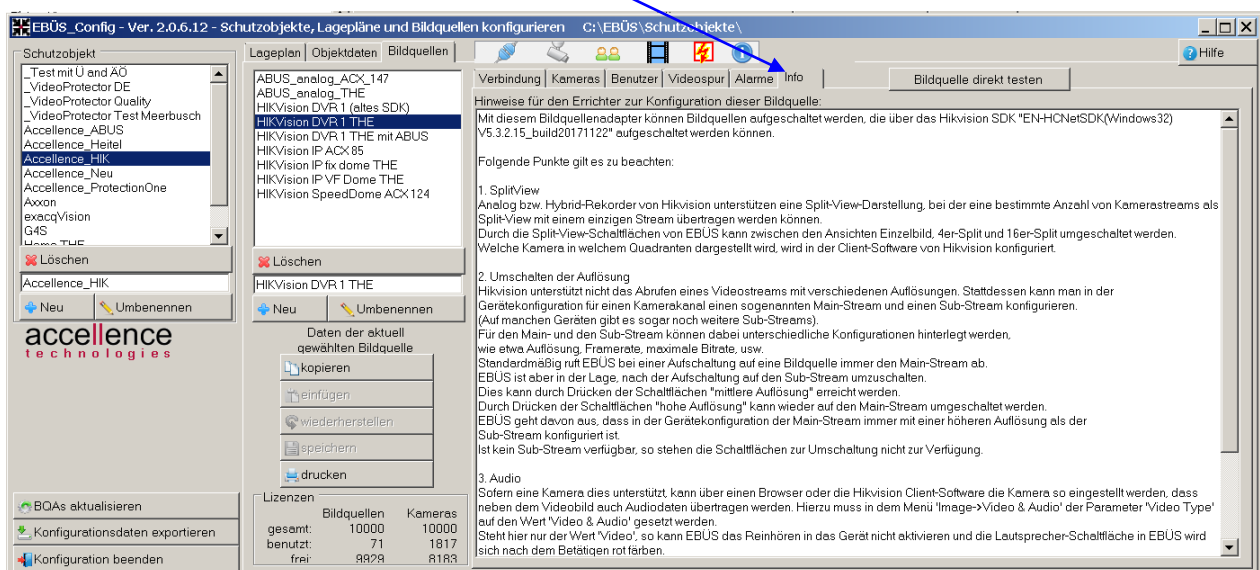 EBÜS_Config - Ver. 2.0.6.12 - Schutzobjekte, Lagepläne und Bildquellen konfigurieren C:\EBÜS\Schutzobjekte\
Schutzobjekt
_Test mit Ü and ÄÖ
_VideoProtector DE
_VideoProtector Quality
_VideoProtector Test Meerbusch
Accellence_ABUS
Accellence_Heitel
Accellence_HIK
Accellence_Neu
Accellence_ProtectionOne
Axxon
exacqVision
G4S
Home THE
Löschen
Accellence_HIK
Neu
Umbenennen
accellence
technologies
BQAs aktualisieren
Konfigurationsdaten exportieren
Konfiguration beenden
Lageplan
Objektdaten
Bildquellen
ABUS_analog_ACX_147
ABUS_analog_THE
HIKVision DVR 1 (altes SDK)
HIKVision DVR 1 THE
HIKVision DVR 1 THE mit ABUS
HIKVision IP ACX 85
HIKVision IP fix dome THE
HIKVision IP VF Dome THE
HIKVision SpeedDome ACX 124
Löschen
HIKVision DVR 1 THE
Neu
Umbenennen
Daten der aktuell
gewählten Bildquelle
kopieren
einfügen
wiederherstellen
speichern
drucken
Lizenzen
Bildquellen Kameras
gesamt: 10000 10000
benutzt: 71 1817
frei: 9929 8183
Hilfe
Verbindung
Kameras
Benutzer
Videospur
Alarme
Info
Bildquelle direkt testen
Hinweise für den Errichter zur Konfiguration dieser Bildquelle:
Mit diesem Bildquellenadapter können Bildquellen aufgeschaltet werden, die über das Hikvision SDK "EN-HCNetSDK(Windows32)
V5.3.2.15_build20171122" aufgeschaltet werden können.
Folgende Punkte gilt es zu beachten:
1. SplitView
Analog bzw. Hybrid-Rekorder von Hikvision unterstützen eine Split-View-Darstellung, bei der eine bestimmte Anzahl von Kamerastreams als
Split-View mit einem einzigen Stream übertragen werden können.
Durch die Split-View-Schaltflächen von EBÜS kann zwischen den Ansichten Einzelbild, 4er-Split und 16er-Split umgeschaltet werden.
Welche Kamera in welchem Quadranten dargestellt wird, wird in der Client-Software von Hikvision konfiguriert.
2. Umschalten der Auflösung
Hikvision unterstützt nicht das Abrufen eines Videostreams mit verschiedenen Auflösungen. Stattdessen kann man in der
Gerätekonfiguration für einen Kamerakanal einen sogenannten Main-Stream und einen Sub-Stream konfigurieren.
(Auf manchen Geräten gibt es sogar noch weitere Sub-Streams).
Für den Main- und den Sub-Stream können dabei unterschiedliche Konfigurationen hinterlegt werden,
wie etwa Auflösung, Framerate, maximale Bitrate, usw.
Standardmäßig ruft EBÜS bei einer Aufschaltung auf eine Bildquelle immer den Main-Stream ab.
EBÜS ist aber in der Lage, nach der Aufschaltung auf den Sub-Stream umzuschalten.
Dies kann durch Drücken der Schaltflächen "mittlere Auflösung" erreicht werden.
Durch Drücken der Schaltflächen "hohe Auflösung" kann wieder auf den Main-Stream umgeschaltet werden.
EBÜS geht davon aus, dass in der Gerätekonfiguration der Main-Stream immer mit einer höheren Auflösung als der
Sub-Stream konfiguriert ist.
Ist kein Sub-Stream verfügbar, so stehen die Schaltflächen zur Umschaltung nicht zur Verfügung.
3. Audio
Sofern eine Kamera dies unterstützt, kann über einen Browser oder die Hikvision Client-Software die Kamera so eingestellt werden, dass
neben dem Videobild auch Audiodaten übertragen werden. Hierzu muss in dem Menü 'Image->Video & Audio' der Parameter 'Video Type'
auf den Wert 'Video & Audio' gesetzt werden.
Steht hier nur der Wert 'Video', so kann EBÜS das Reinhören in das Gerät nicht aktivieren und die Lautsprecher-Schaltfläche in EBÜS wird
sich nach dem Betätigen rot färben.